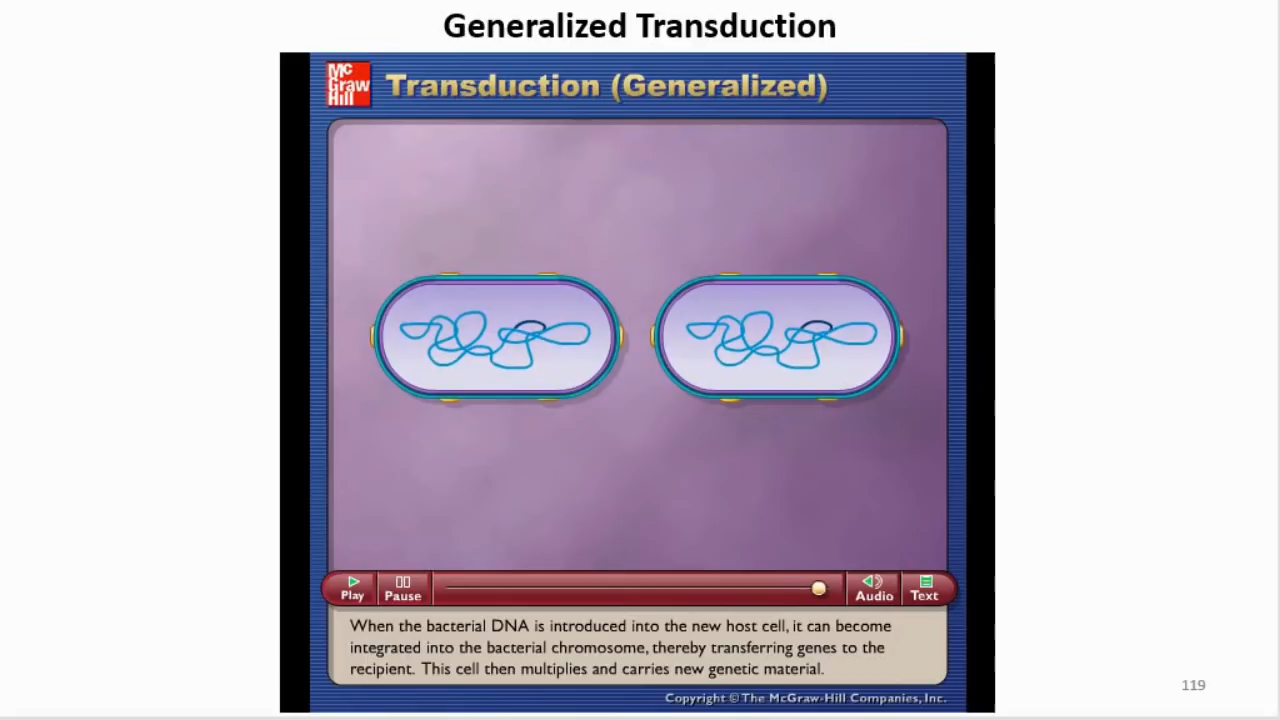 Generalized Transduction
Mc
Graw
Hill
Transduction (Generalized)
Play
Pause
Audio
Text
When the bacterial DNA is introduced into the new host cell, it can become
integrated into the bacterial chromosome, thereby transferring genes to the
recipient. This cell then multiplies and carries new genetic material.
119
Copyright © The McGraw-Hill Companies, Inc.